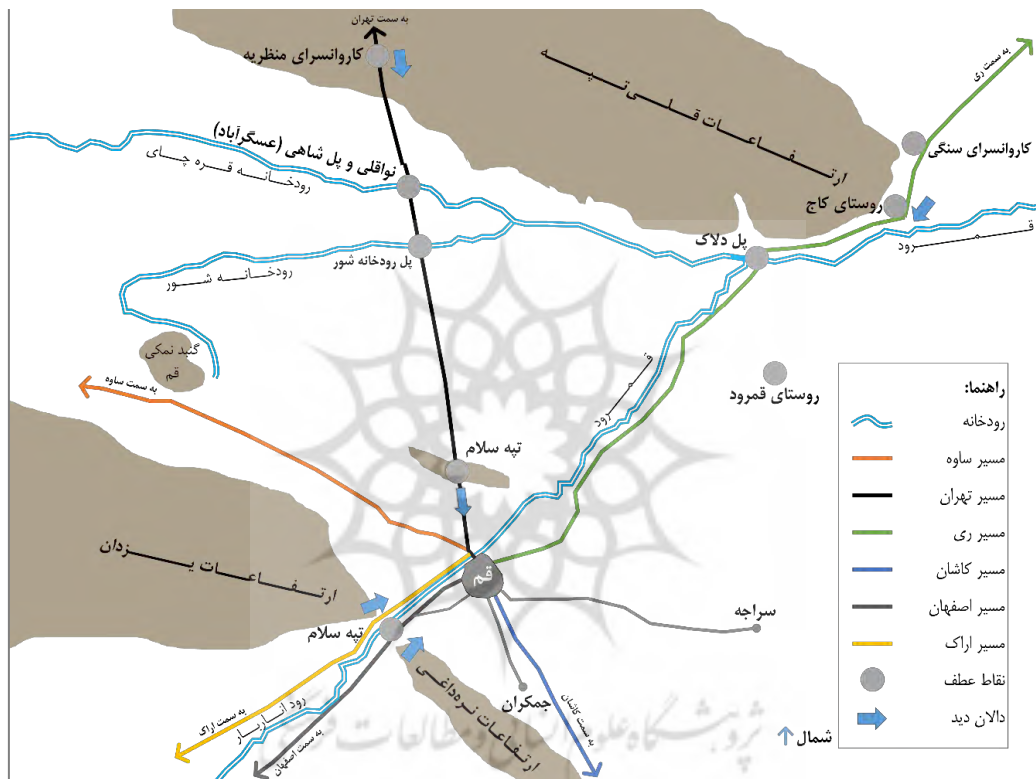 به سمت تهران
کاروانسرای منظریه
ارتفاعات قلی‌تپه
به سمت ری
کاروانسرای سنگی
روستای کاج
قمرود
نواقلی و پل شاهی (عسگرآباد)
رودخانه قره چای
پل دلاک
پل رودخانه شور
رودخانه شور
گنبد نمکی
قم
به سمت ساوه
قمرود
روستای قمرود
تپه سلام
ارتفاعات یزدان
قم
تپه سلام
سراجه
جمکران
ارتفاعات نره‌داغی
رود اناربار
به سمت اراک
به سمت اصفهان
به سمت کاشان
شمال
راهنما:
رودخانه
مسیر ساوه
مسیر تهران
مسیر ری
مسیر کاشان
مسیر اصفهان
مسیر اراک
نقاط عطف
دالان دید
پژوهشگاه علوم انسانی و مطالعات فرهنگی